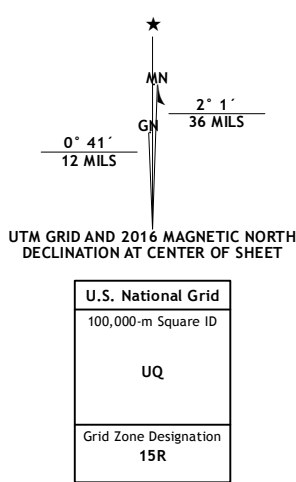 ★
MN
GN
2° 1´
36 MILS
0° 41´
12 MILS
UTM GRID AND 2016 MAGNETIC NORTH
DECLINATION AT CENTER OF SHEET
U.S. National Grid
100,000-m Square ID
UQ
Grid Zone Designation
15R